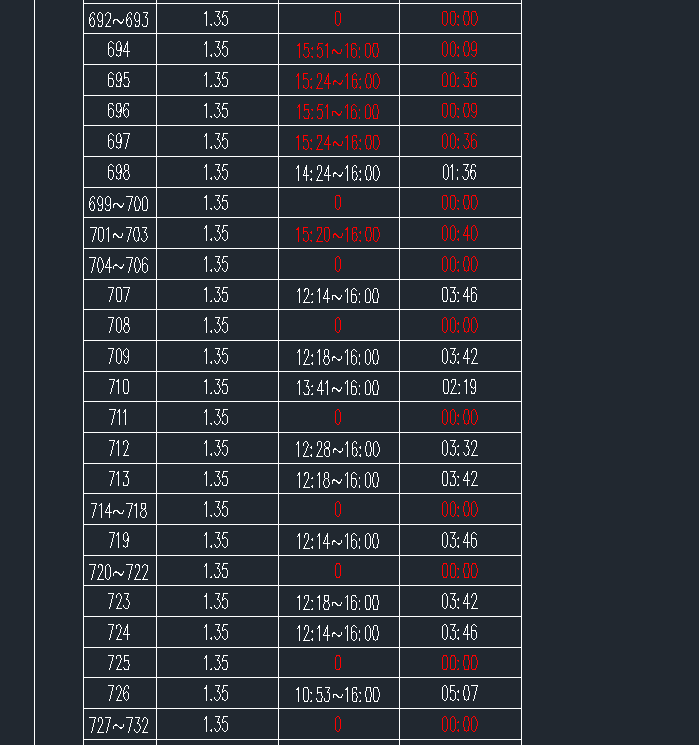 692~693 1.35 0 00:00
694 1.35 15:51~16:00 00:09
695 1.35 15:24~16:00 00:36
696 1.35 15:51~16:00 00:09
697 1.35 15:24~16:00 00:36
698 1.35 14:24~16:00 01:36
699~700 1.35 0 00:00
701~703 1.35 15:20~16:00 00:40
704~706 1.35 0 00:00
707 1.35 12:14~16:00 03:46
708 1.35 0 00:00
709 1.35 12:18~16:00 03:42
710 1.35 13:41~16:00 02:19
711 1.35 0 00:00
712 1.35 12:28~16:00 03:32
713 1.35 12:18~16:00 03:42
714~718 1.35 0 00:00
719 1.35 12:14~16:00 03:46
720~722 1.35 0 00:00
723 1.35 12:18~16:00 03:42
724 1.35 12:14~16:00 03:46
725 1.35 0 00:00
726 1.35 10:53~16:00 05:07
727~732 1.35 0 00:00